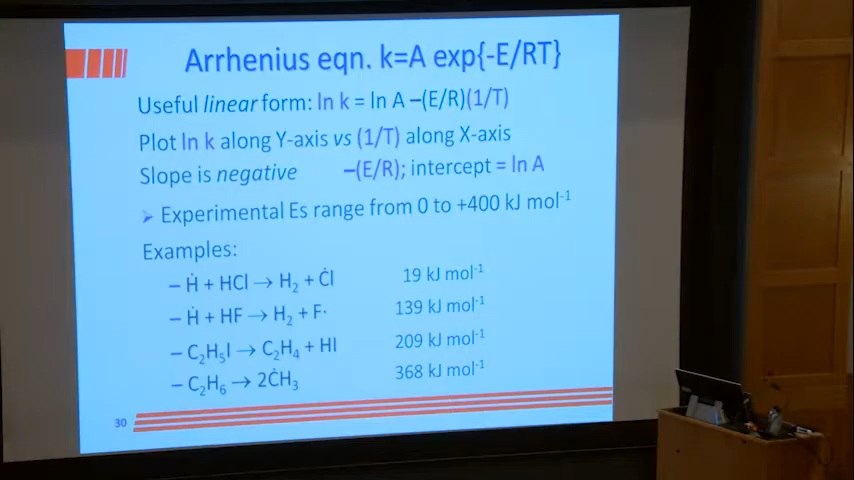 Arrhenius eqn. k=A exp{-E/RT}
Useful linear form: ln k = ln A –(E/R)(1/T)
Plot ln k along Y-axis vs (1/T) along X-axis
Slope is negative –(E/R); intercept = ln A
➢ Experimental Es range from 0 to +400 kJ mol⁻¹
Examples:
– Ḣ + HCl → H₂ + Ċl 19 kJ mol⁻¹
– Ḣ + HF → H₂ + F· 139 kJ mol⁻¹
– C₂H₅I → C₂H₄ + HI 209 kJ mol⁻¹
– C₂H₆ → 2ĊH₃ 368 kJ mol⁻¹
30